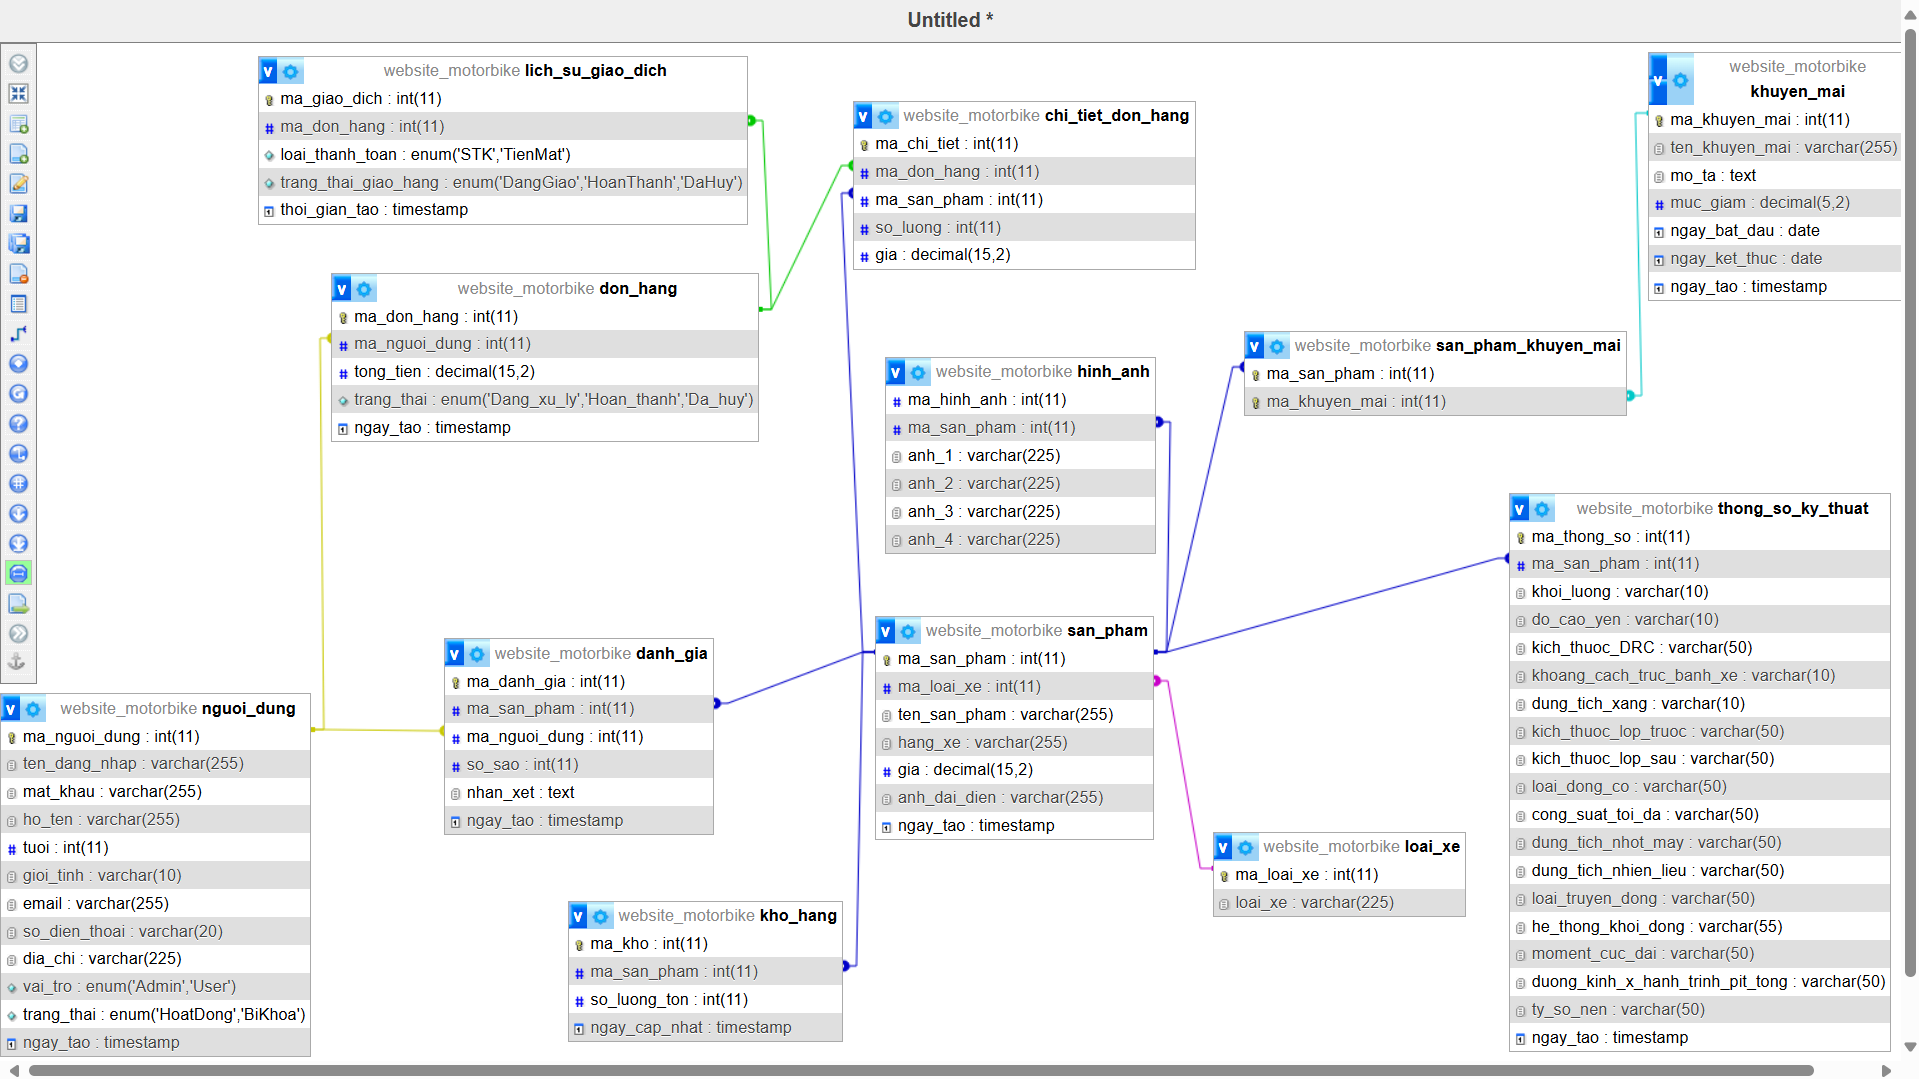 Untitled *
website_motorbike lich_su_giao_dich
ma_giao_dich : int(11)
ma_don_hang : int(11)
loai_thanh_toan : enum('STK','TienMat')
trang_thai_giao_hang : enum('DangGiao','HoanThanh','DaHuy')
thoi_gian_tao : timestamp
website_motorbike chi_tiet_don_hang
ma_chi_tiet : int(11)
ma_don_hang : int(11)
ma_san_pham : int(11)
so_luong : int(11)
gia : decimal(15,2)
website_motorbike
khuyen_mai
ma_khuyen_mai : int(11)
ten_khuyen_mai : varchar(255)
mo_ta : text
muc_giam : decimal(5,2)
ngay_bat_dau : date
ngay_ket_thuc : date
ngay_tao : timestamp
website_motorbike don_hang
ma_don_hang : int(11)
ma_nguoi_dung : int(11)
tong_tien : decimal(15,2)
trang_thai : enum('Dang_xu_ly','Hoan_thanh','Da_huy')
ngay_tao : timestamp
website_motorbike hinh_anh
ma_hinh_anh : int(11)
ma_san_pham : int(11)
anh_1 : varchar(225)
anh_2 : varchar(225)
anh_3 : varchar(225)
anh_4 : varchar(225)
website_motorbike san_pham_khuyen_mai
ma_san_pham : int(11)
ma_khuyen_mai : int(11)
website_motorbike thong_so_ky_thuat
ma_thong_so : int(11)
ma_san_pham : int(11)
khoi_luong : varchar(10)
do_cao_yen : varchar(10)
kich_thuoc_DRC : varchar(50)
khoang_cach_truc_banh_xe : varchar(10)
dung_tich_xang : varchar(10)
kich_thuoc_lop_truoc : varchar(50)
kich_thuoc_lop_sau : varchar(50)
loai_dong_co : varchar(50)
cong_suat_toi_da : varchar(50)
dung_tich_nhot_may : varchar(50)
dung_tich_nhien_lieu : varchar(50)
loai_truyen_dong : varchar(50)
he_thong_khoi_dong : varchar(55)
moment_cuc_dai : varchar(50)
duong_kinh_x_hanh_trinh_pit_tong : varchar(50)
ty_so_nen : varchar(50)
ngay_tao : timestamp
website_motorbike san_pham
ma_san_pham : int(11)
ma_loai_xe : int(11)
ten_san_pham : varchar(255)
hang_xe : varchar(255)
gia : decimal(15,2)
anh_dai_dien : varchar(255)
ngay_tao : timestamp
website_motorbike danh_gia
ma_danh_gia : int(11)
ma_san_pham : int(11)
ma_nguoi_dung : int(11)
so_sao : int(11)
nhan_xet : text
ngay_tao : timestamp
website_motorbike nguoi_dung
ma_nguoi_dung : int(11)
ten_dang_nhap : varchar(255)
mat_khau : varchar(255)
ho_ten : varchar(255)
tuoi : int(11)
gioi_tinh : varchar(10)
email : varchar(255)
so_dien_thoai : varchar(20)
dia_chi : varchar(225)
vai_tro : enum('Admin','User')
trang_thai : enum('HoatDong','BiKhoa')
ngay_tao : timestamp
website_motorbike loai_xe
ma_loai_xe : int(11)
loai_xe : varchar(225)
website_motorbike kho_hang
ma_kho : int(11)
ma_san_pham : int(11)
so_luong_ton : int(11)
ngay_cap_nhat : timestamp